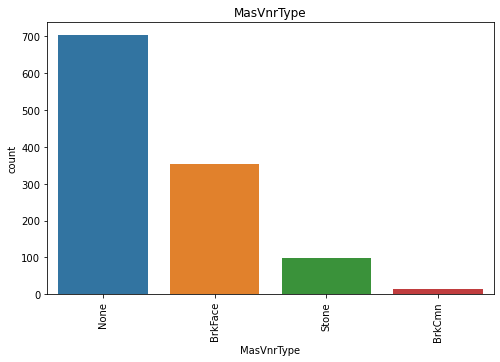 MasVnrType
700
600
500
400
300
200
100
0
count
None
BrkFace
Stone
BrkCmn
MasVnrType